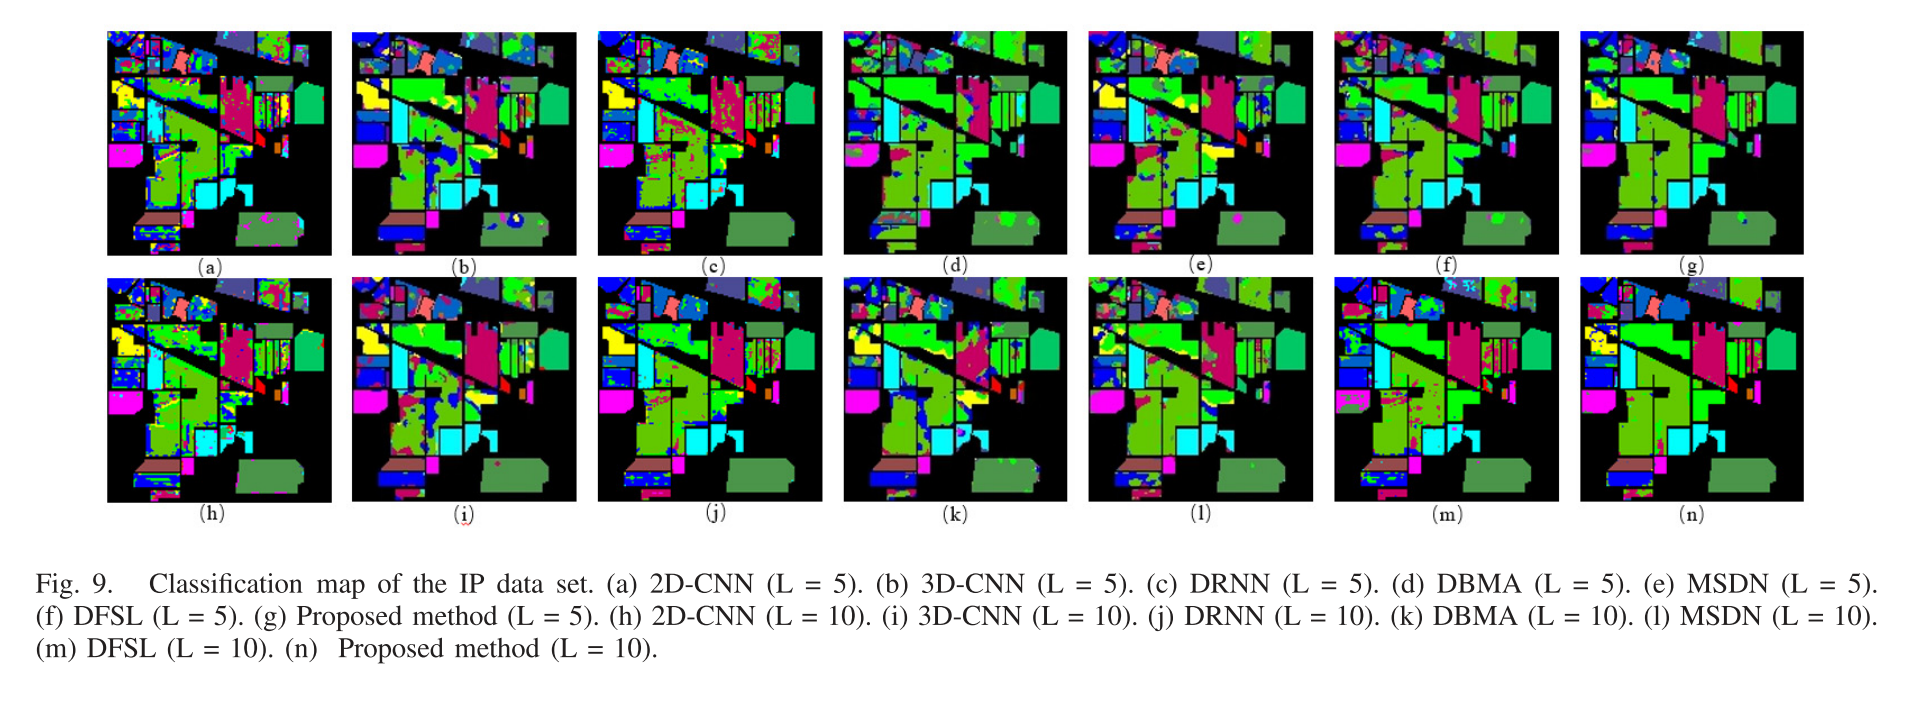 (a) (b) (c) (d) (e) (f) (g)
(h) (i) (j) (k) (l) (m) (n)
Fig. 9. Classification map of the IP data set. (a) 2D-CNN (L = 5). (b) 3D-CNN (L = 5). (c) DRNN (L = 5). (d) DBMA (L = 5). (e) MSDN (L = 5).
(f) DFSL (L = 5). (g) Proposed method (L = 5). (h) 2D-CNN (L = 10). (i) 3D-CNN (L = 10). (j) DRNN (L = 10). (k) DBMA (L = 10). (l) MSDN (L = 10).
(m) DFSL (L = 10). (n) Proposed method (L = 10).